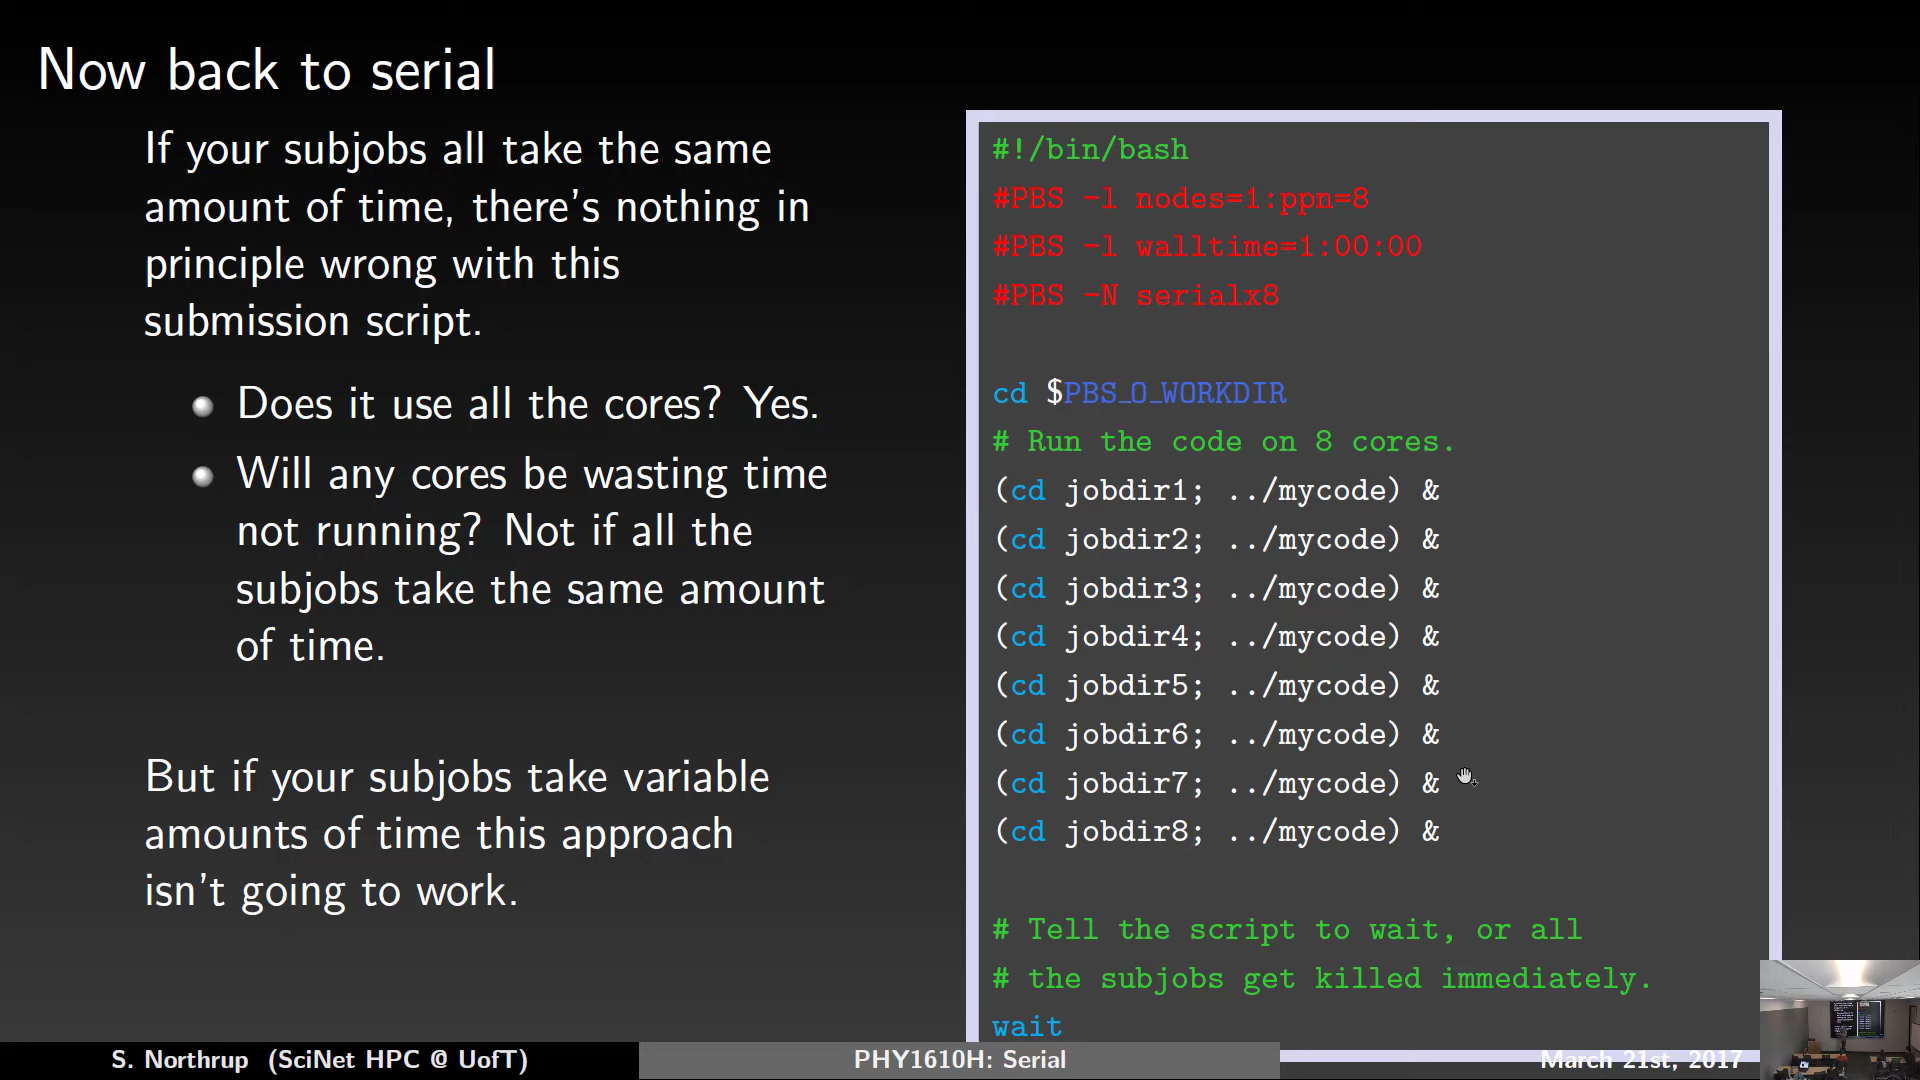 Now back to serial
If your subjobs all take the same
amount of time, there's nothing in
principle wrong with this
submission script.
Does it use all the cores? Yes.
Will any cores be wasting time
not running? Not if all the
subjobs take the same amount
of time.
But if your subjobs take variable
amounts of time this approach
isn't going to work.
#!/bin/bash
#PBS -l nodes=1:ppn=8
#PBS -l walltime=1:00:00
#PBS -N serialx8
cd $PBS_O_WORKDIR
# Run the code on 8 cores.
(cd jobdir1; ../mycode) &
(cd jobdir2; ../mycode) &
(cd jobdir3; ../mycode) &
(cd jobdir4; ../mycode) &
(cd jobdir5; ../mycode) &
(cd jobdir6; ../mycode) &
(cd jobdir7; ../mycode) &
(cd jobdir8; ../mycode) &
# Tell the script to wait, or all
# the subjobs get killed immediately.
wait
S. Northrup (SciNet HPC @ UofT)
PHY1610H: Serial
March 21st, 2017